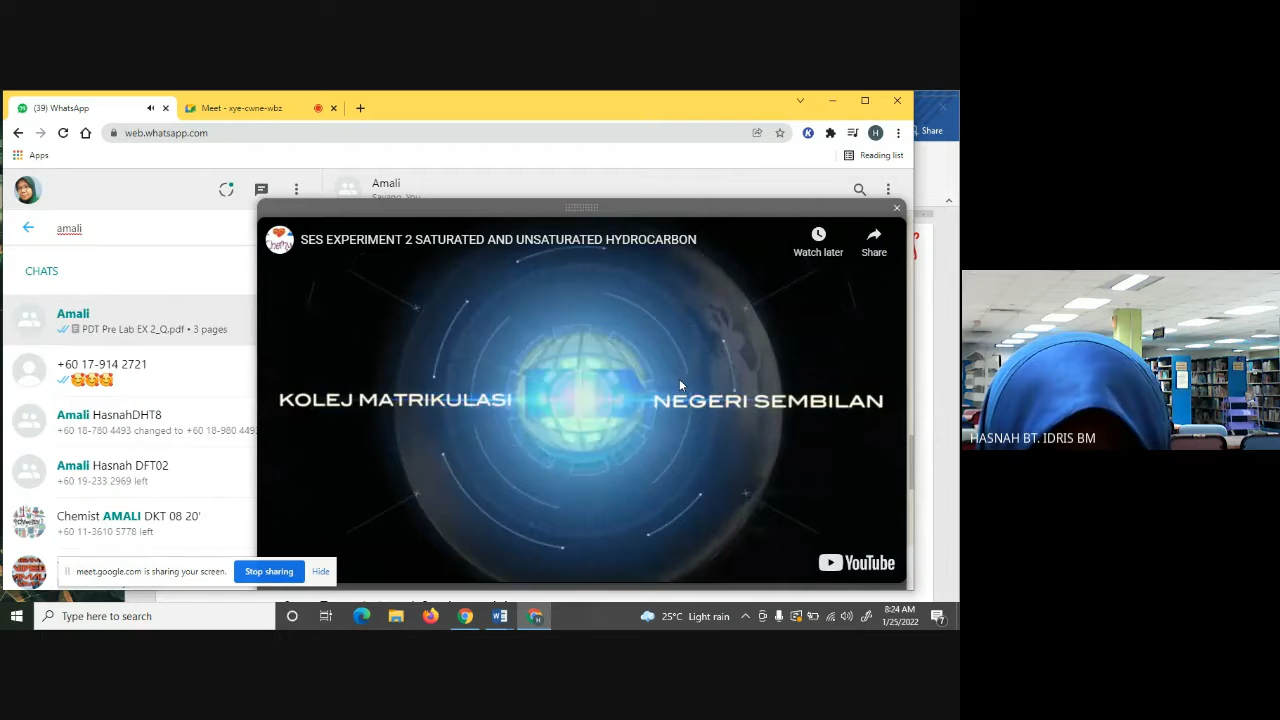 (39) WhatsApp
Meet - xye-cwne-wbz
web.whatsapp.com
Share
Apps
Reading list
Amali
Sayang, You
amali
SES EXPERIMENT 2 SATURATED AND UNSATURATED HYDROCARBON
Watch later
Share
CHATS
Amali
PDT Pre Lab EX 2_Q.pdf • 3 pages
+60 17-914 2721
KOLEJ MATRIKULASI
NEGERI SEMBILAN
Amali HasnahDHT8
+60 18-780 4493 changed to +60 18-980 449
HASNAH BT. IDRIS BM
Amali Hasnah DFT02
+60 19-233 2969 left
Chemist AMALI DKT 08 20'
+60 11-3610 5778 left
YouTube
meet.google.com is sharing your screen.
Stop sharing
Hide
Type here to search
25°C Light rain
8:24 AM
1/25/2022
7